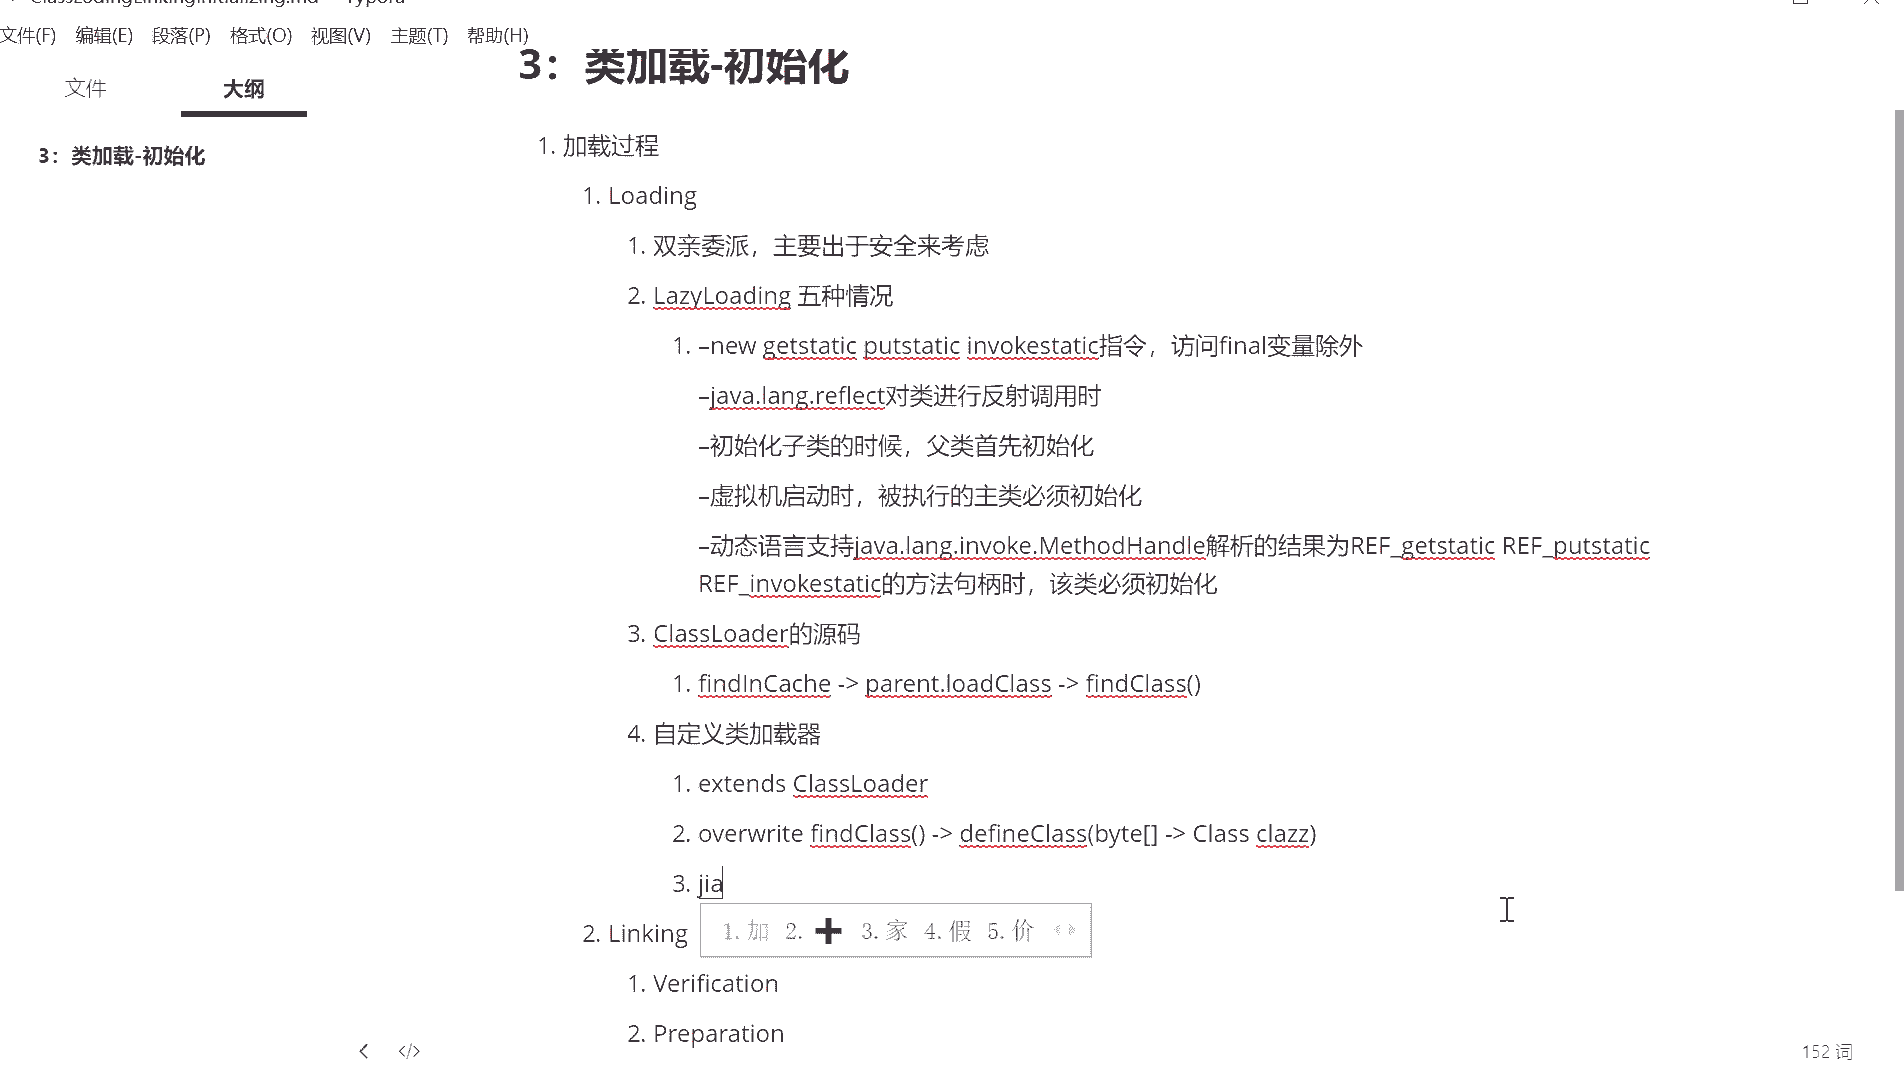 文件(F) 编辑(E) 段落(P) 格式(O) 视图(V) 主题(T) 帮助(H)
文件 大纲
3：类加载-初始化
3：类加载-初始化
1. 加载过程
1. Loading
1. 双亲委派，主要出于安全来考虑
2. LazyLoading 五种情况
1. –new getstatic putstatic invokestatic指令，访问final变量除外
–java.lang.reflect对类进行反射调用时
–初始化子类的时候，父类首先初始化
–虚拟机启动时，被执行的主类必须初始化
–动态语言支持java.lang.invoke.MethodHandle解析的结果为REF_getstatic REF_putstatic
REF_invokestatic的方法句柄时，该类必须初始化
3. ClassLoader的源码
1. findInCache -> parent.loadClass -> findClass()
4. 自定义类加载器
1. extends ClassLoader
2. overwrite findClass() -> defineClass(byte[] -> Class clazz)
3. jia
1.加 2.➕ 3.家 4.假 5.价
2. Linking
1. Verification
2. Preparation
152 词